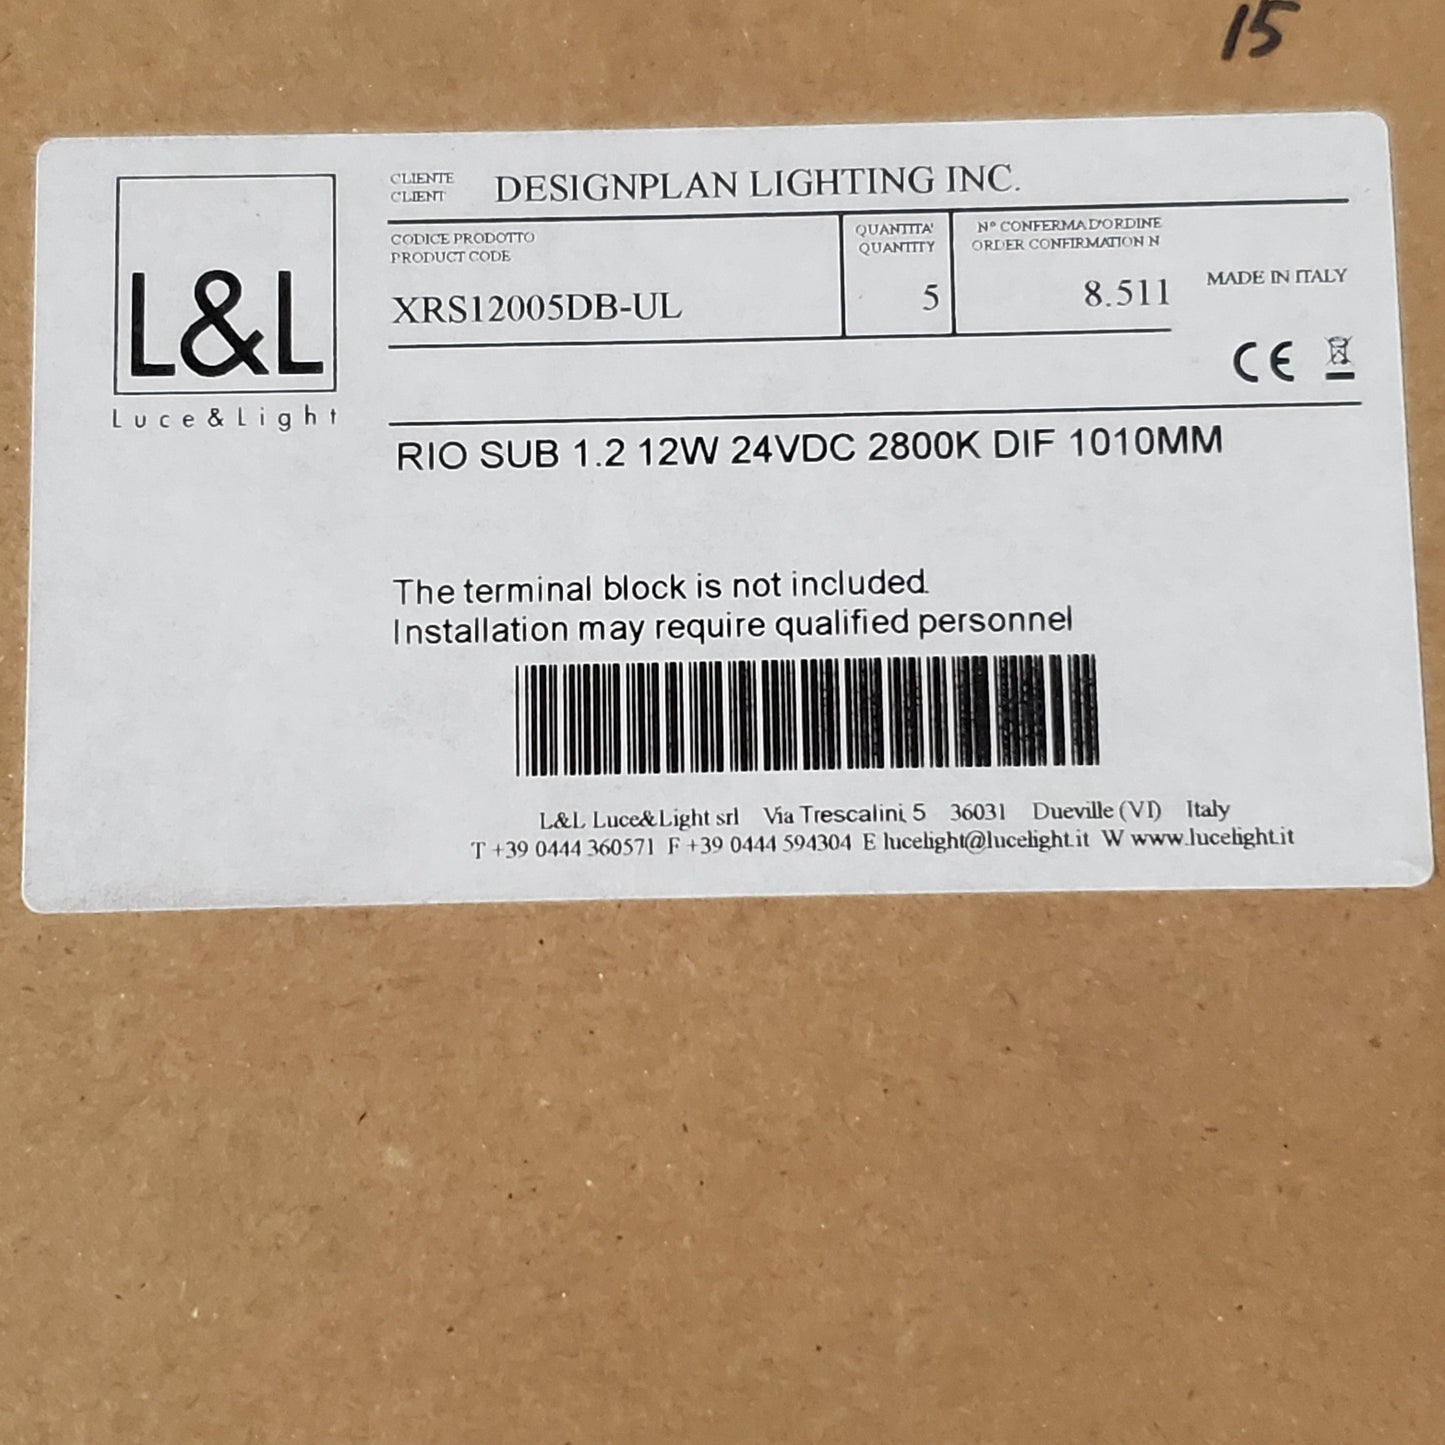 15
L&L
Luce&Light
CLIENTE
CLIENT
DESIGNPLAN LIGHTING INC.
CODICE PRODOTTO
PRODUCT CODE
XRS12005DB-UL
QUANTITA'
QUANTITY
5
N° CONFERMA D'ORDINE
ORDER CONFIRMATION N
8.511
MADE IN ITALY
CE
RIO SUB 1.2 12W 24VDC 2800K DIF 1010MM
The terminal block is not included.
Installation may require qualified personnel
L&L Luce&Light srl Via Trescalini, 5 36031 Dueville (VI) Italy
T +39 0444 360571 F +39 0444 594304 E lucelight@lucelight.it W www.lucelight.it